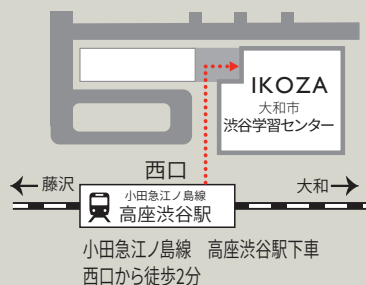 IKOZA
大和市
渋谷学習センター
西口
藤沢
小田急江ノ島線
高座渋谷駅
大和
小田急江ノ島線　高座渋谷駅下車
西口から徒歩2分